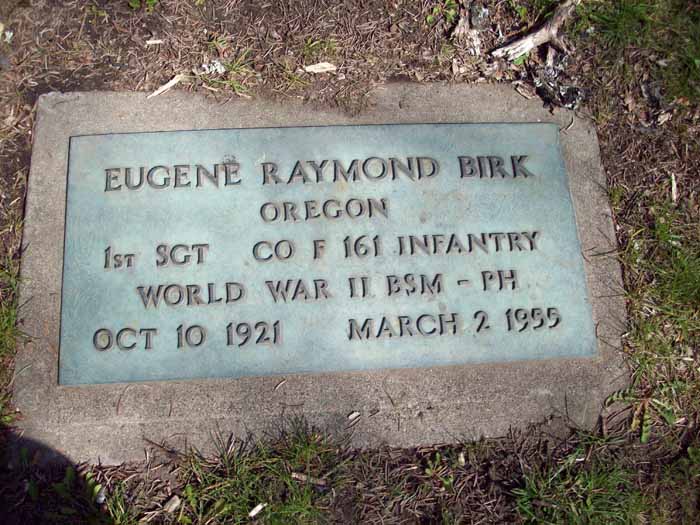 EUGENE RAYMOND BIRK
OREGON
1ST SGT CO F 161 INFANTRY
WORLD WAR II BSM - PH
OCT 10 1921 MARCH 2 1955